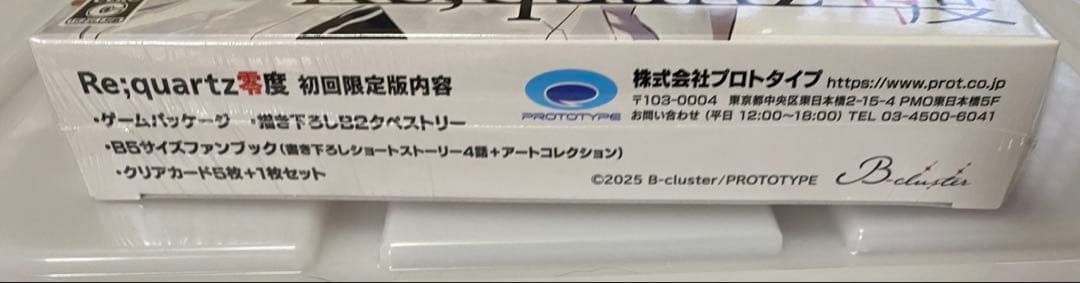 Re;quartz零度 初回限定版内容
・ゲームパッケージ ・描き下ろしB2タペストリー
・B5サイズファンブック(書き下ろしショートストーリー4話+アートコレクション)
・クリアカード5枚+1枚セット
PROTOTYPE
株式会社プロトタイプ https://www.prot.co.jp
〒103-0004 東京都中央区東日本橋2-15-4 PMO東日本橋5F
お問い合わせ (平日 12:00~18:00) TEL 03-4500-6041
©2025 B-cluster/PROTOTYPE
B-cluster